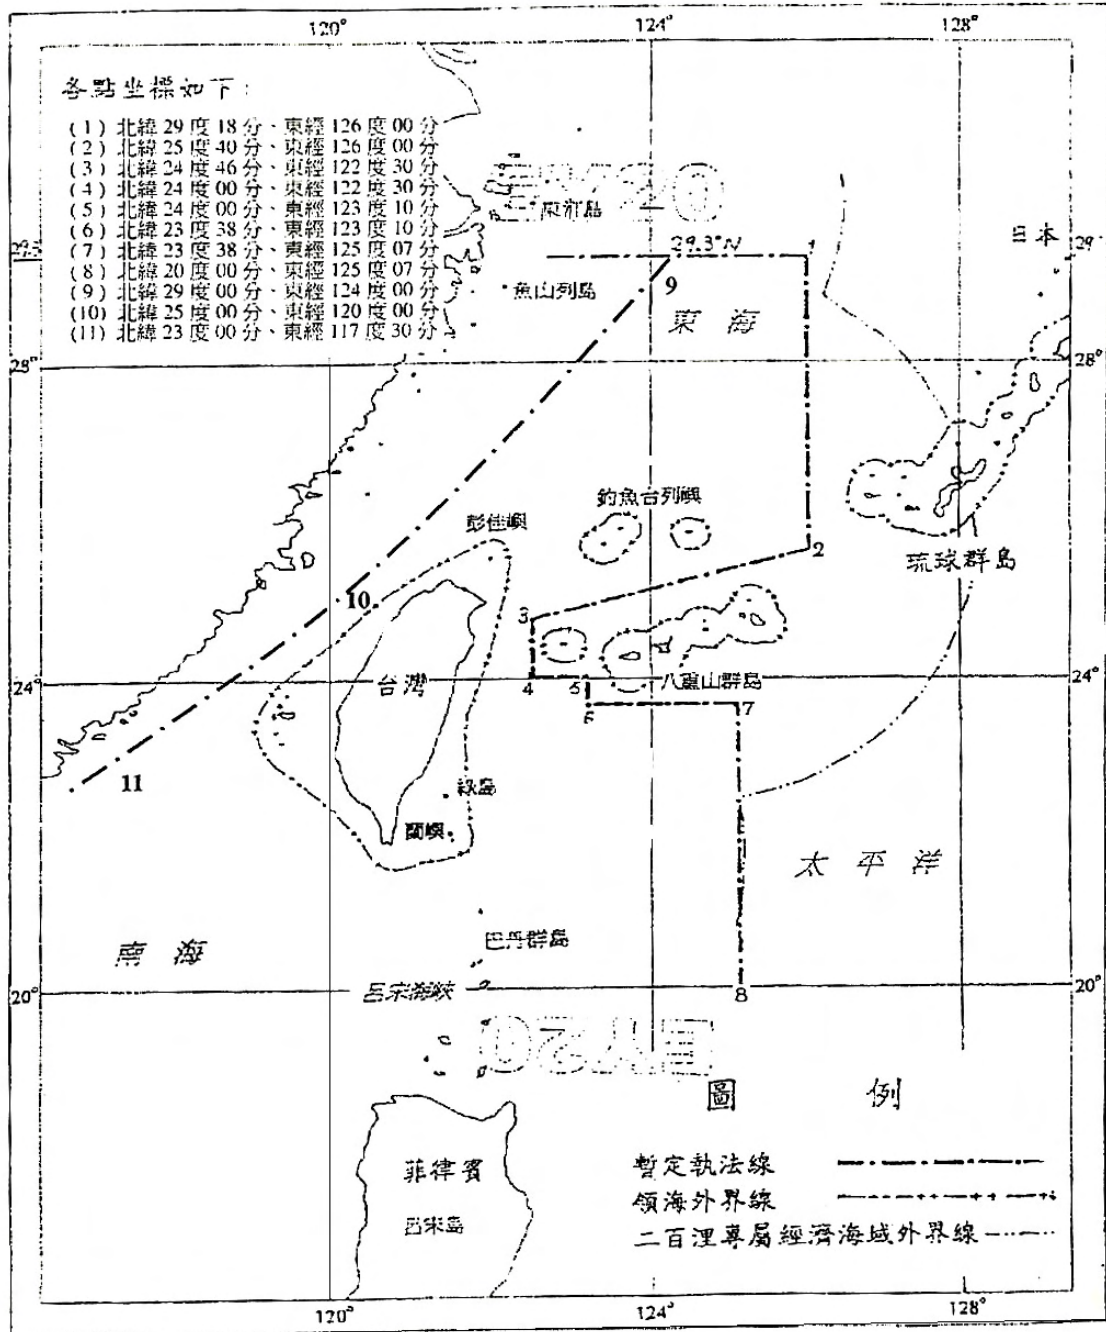 120°
124°
128°
各點坐標如下：
(1) 北緯 29 度 18 分、東經 126 度 00 分
(2) 北緯 25 度 40 分、東經 126 度 00 分
(3) 北緯 24 度 46 分、東經 122 度 30 分
(4) 北緯 24 度 00 分、東經 122 度 30 分
(5) 北緯 24 度 00 分、東經 123 度 10 分
(6) 北緯 23 度 38 分、東經 123 度 10 分
(7) 北緯 23 度 38 分、東經 125 度 07 分
(8) 北緯 20 度 00 分、東經 125 度 07 分
(9) 北緯 29 度 00 分、東經 124 度 00 分
(10) 北緯 25 度 00 分、東經 120 度 00 分
(11) 北緯 23 度 00 分、東經 117 度 30 分
29.3°N
1
日本
9
魚山列島
東海
28°
28°
釣魚台列嶼
彭佳嶼
2
琉球群島
10
3
24°
台灣
4
5
八重山群島
24°
6
7
11
綠島
蘭嶼
太平洋
南海
巴丹群島
20°
呂宋海峽
8
20°
圖例
菲律賓
呂宋島
暫定執法線
領海外界線
二百浬專屬經濟海域外界線
120°
124°
128°